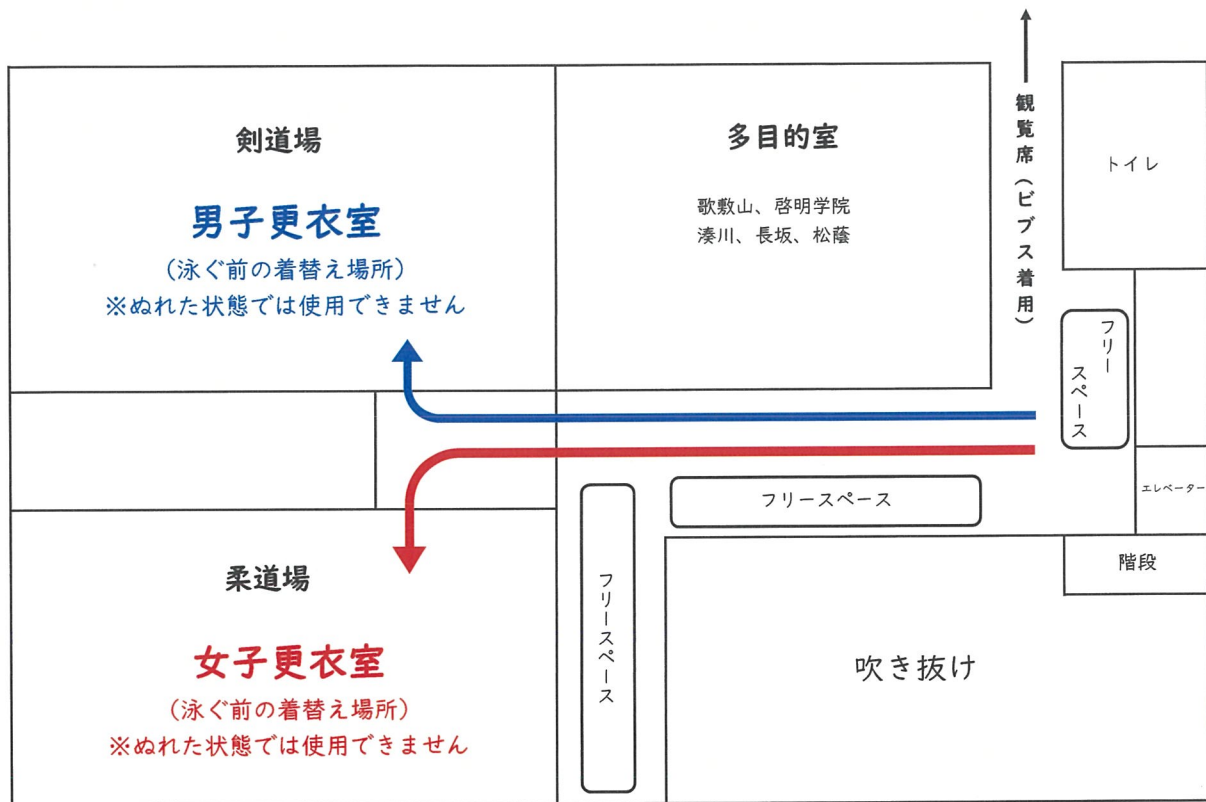 剣道場
男子更衣室
(泳ぐ前の着替え場所)
※ぬれた状態では使用できません
多目的室
歌敷山、啓明学院
湊川、長坂、松蔭
観覧席(ビブス着用)
トイレ
フリー
スペース
エレベーター
階段
フリースペース
フリースペース
吹き抜け
柔道場
女子更衣室
(泳ぐ前の着替え場所)
※ぬれた状態では使用できません